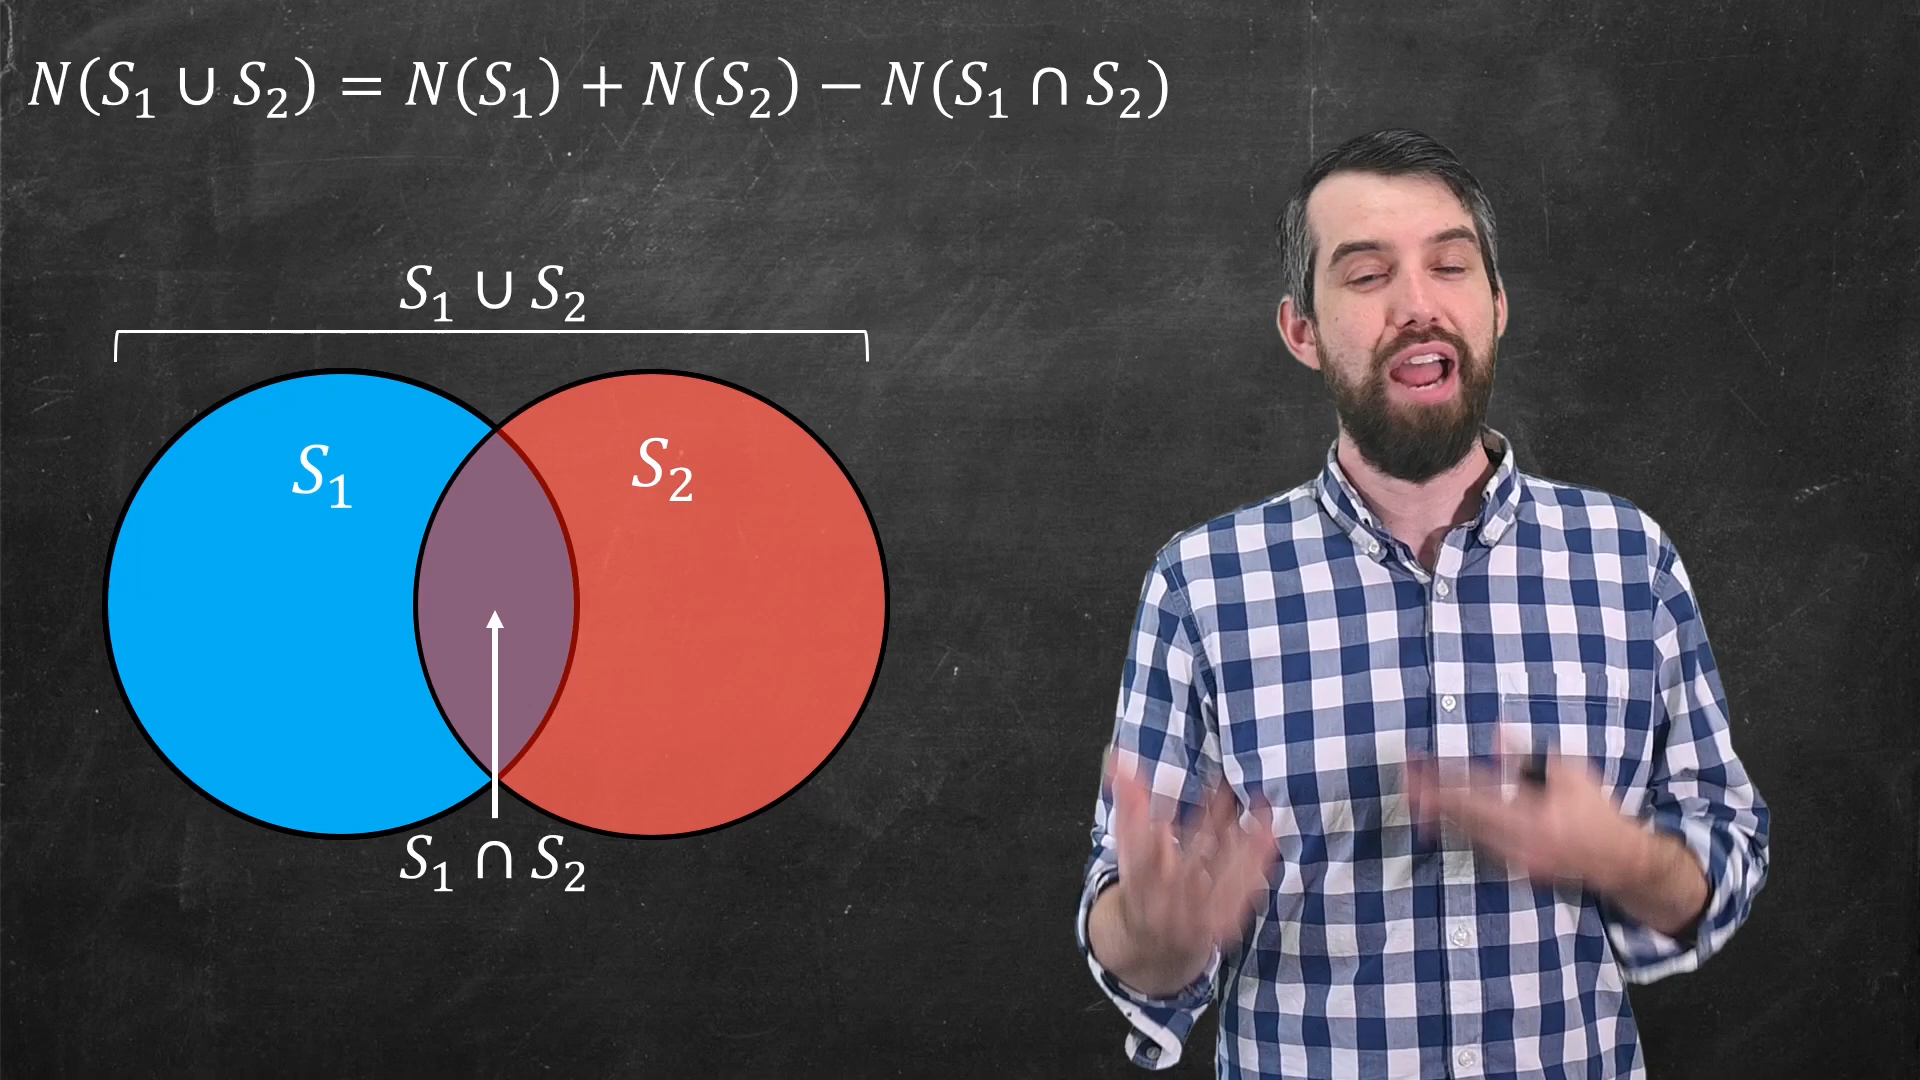 N(S₁ ∪ S₂) = N(S₁) + N(S₂) − N(S₁ ∩ S₂)
S₁ ∪ S₂
S₁
S₂
S₁ ∩ S₂